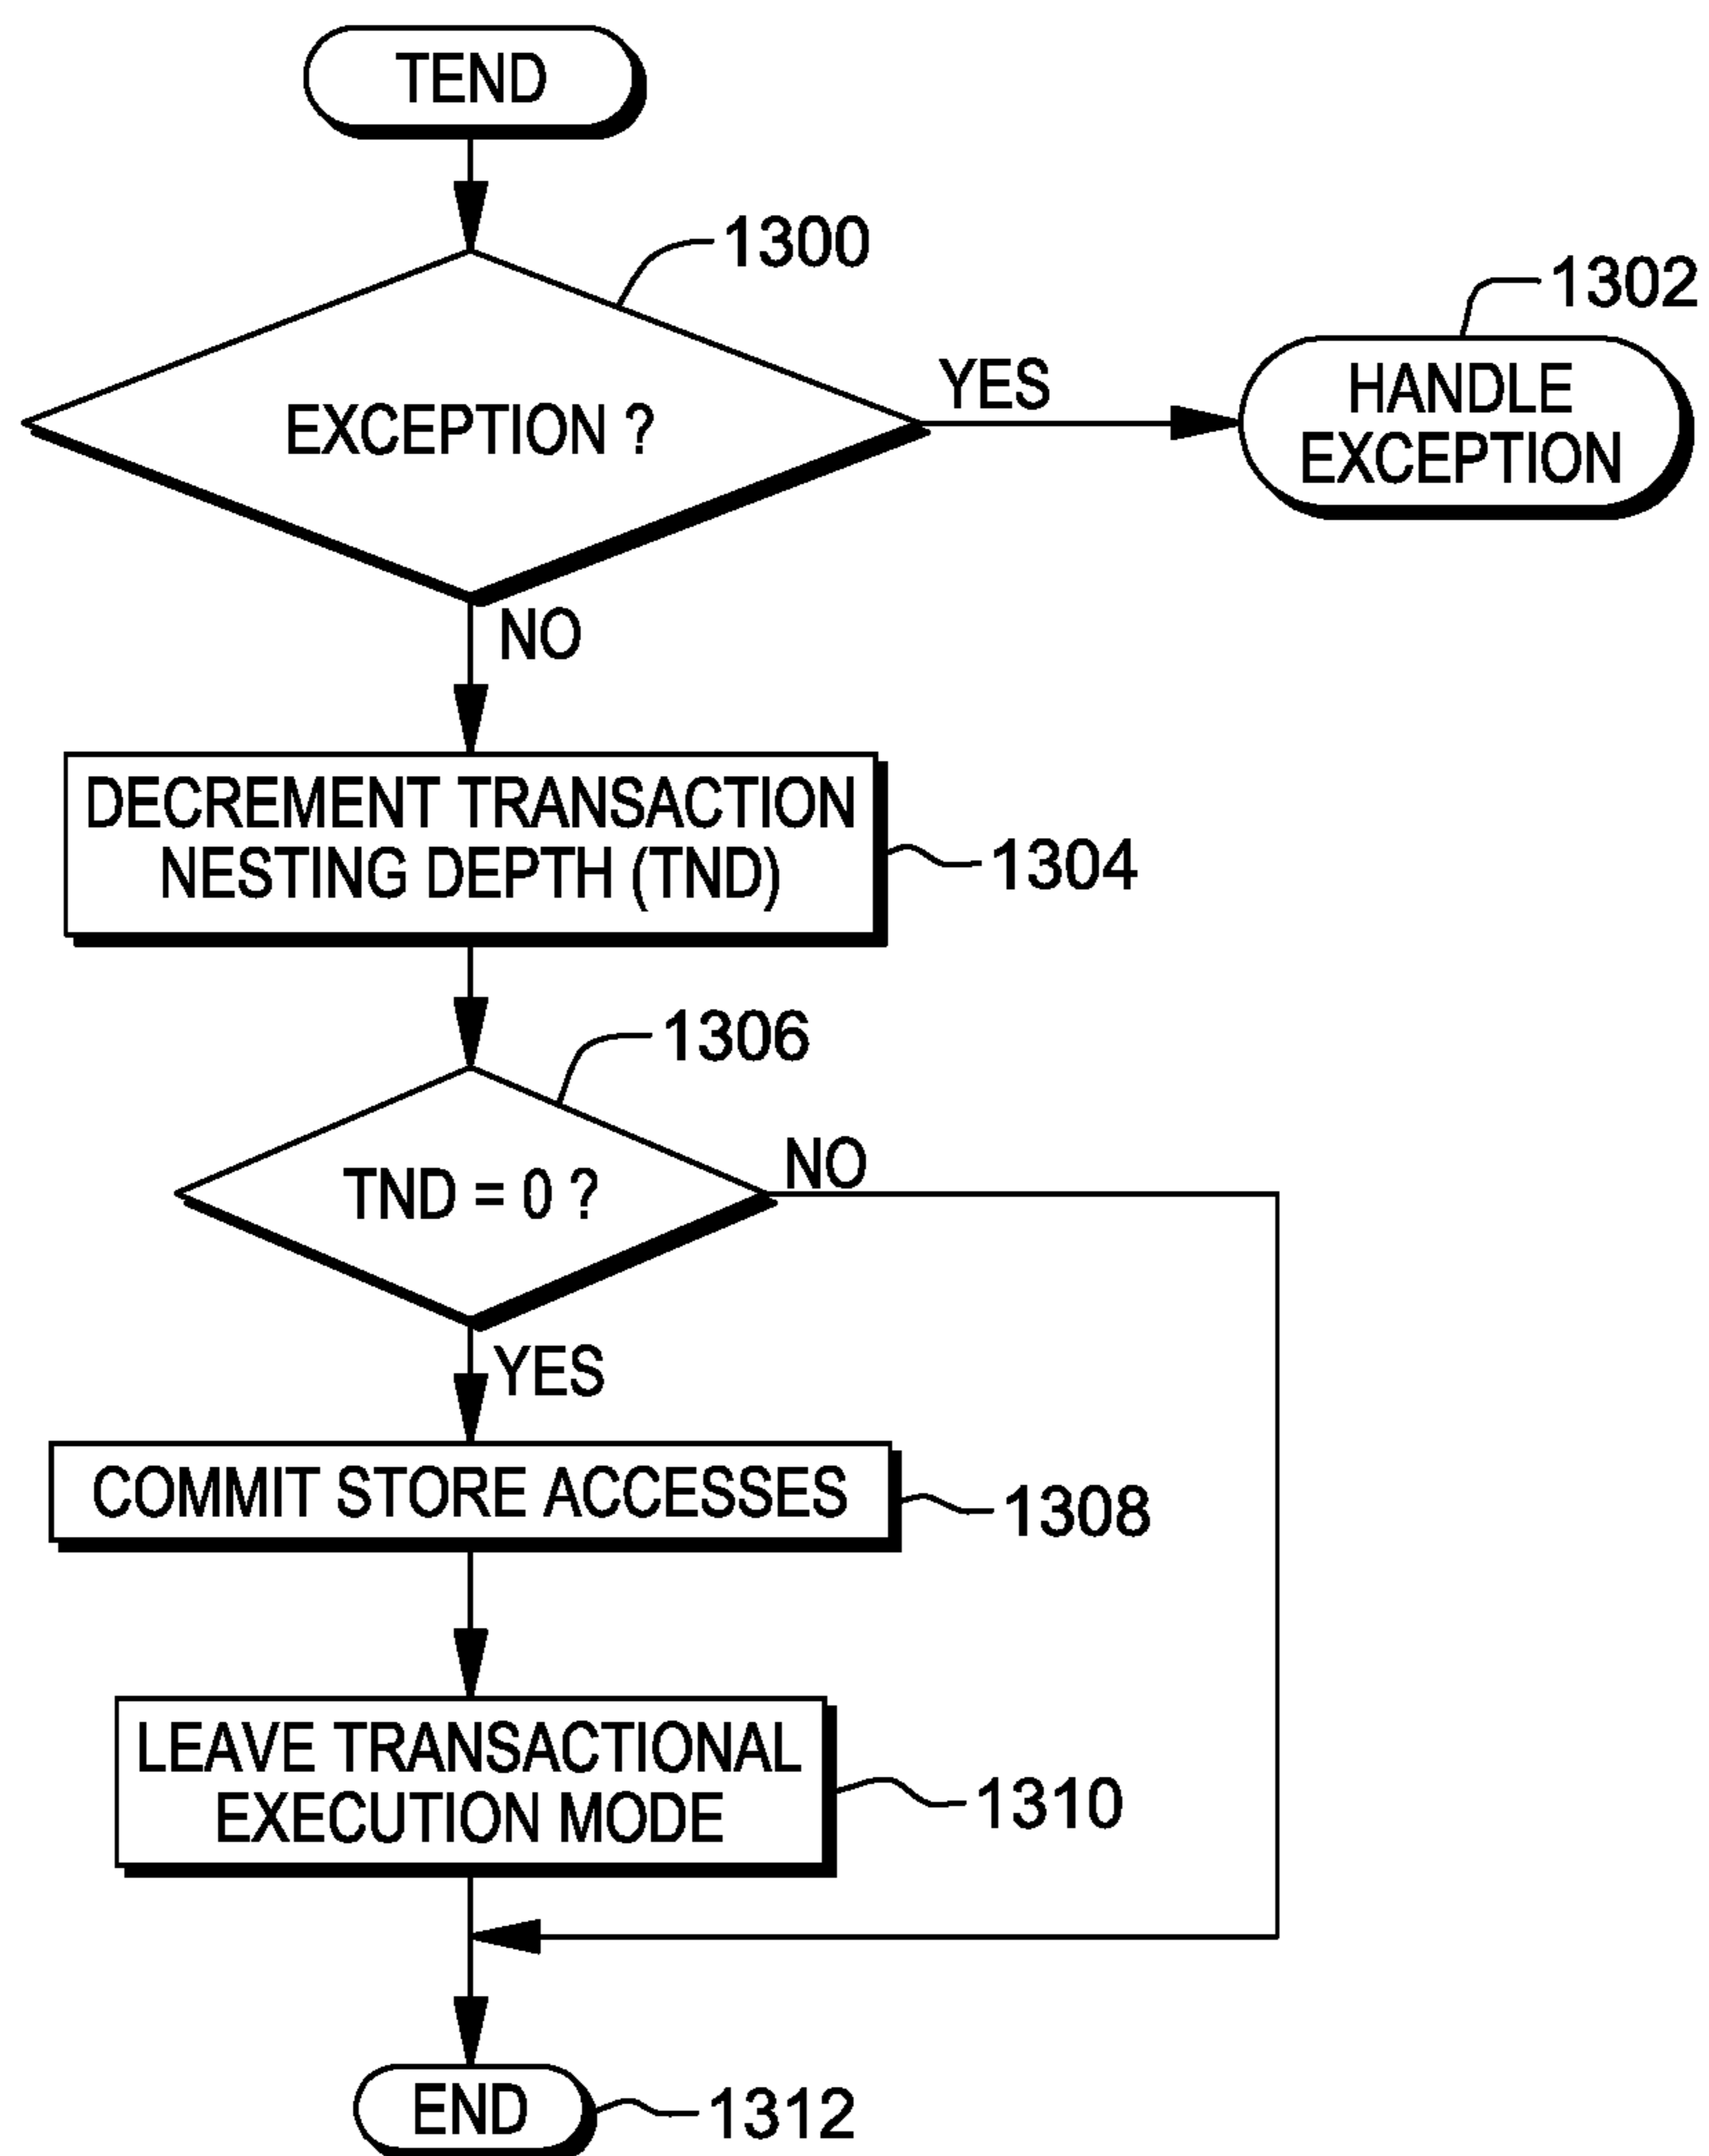 TEND
1300
1302
EXCEPTION ?
YES
HANDLE
EXCEPTION
NO
DECREMENT TRANSACTION
NESTING DEPTH (TND)
1304
1306
TND = 0 ?
NO
YES
COMMIT STORE ACCESSES
1308
LEAVE TRANSACTIONAL
EXECUTION MODE
1310
END
1312